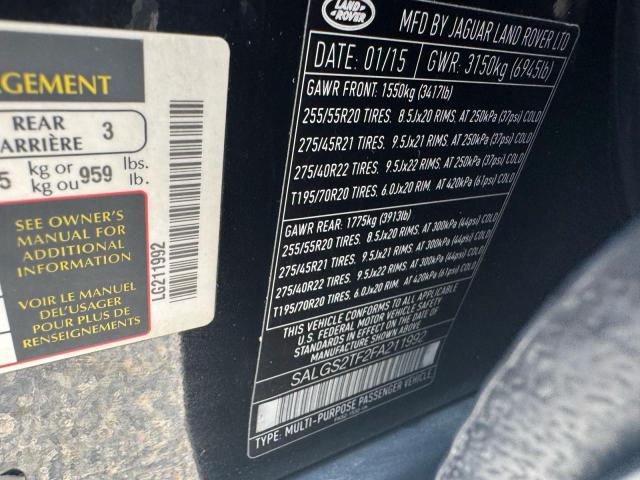 AGEMENT
REAR
ARRIÈRE 3
5 kg or 959 lbs.
kg ou lb.
SEE OWNER'S
MANUAL FOR
ADDITIONAL
INFORMATION
VOIR LE MANUEL
DEL'USAGER
POUR PLUS DE
RENSEIGNEMENTS
LG211992
LAND
ROVER
MFD BY JAGUAR LAND ROVER LTD
DATE: 01/15 GWR: 3150kg (6945lb)
GAWR FRONT: 1550kg (3417lb)
255/55R20 TIRES. 8.5Jx20 RIMS. AT 250kPa (37psi) COLD
275/45R21 TIRES. 9.5Jx21 RIMS. AT 250kPa (37psi) COLD
275/40R22 TIRES. 9.5Jx22 RIMS. AT 250kPa (37psi) COLD
T195/70R20 TIRES. 6.0Jx20 RIM. AT 420kPa (61psi) COLD
GAWR REAR: 1775kg (3913lb)
255/55R20 TIRES. 8.5Jx20 RIMS. AT 300kPa (44psi) COLD
275/45R21 TIRES. 9.5Jx21 RIMS. AT 300kPa (44psi) COLD
275/40R22 TIRES. 9.5Jx22 RIMS. AT 300kPa (44psi) COLD
T195/70R20 TIRES. 6.0Jx20 RIM. AT 420kPa (61psi) COLD
THIS VEHICLE CONFORMS TO ALL APPLICABLE
U.S. FEDERAL MOTOR VEHICLE SAFETY
STANDARDS IN EFFECT ON THE DATE OF
MANUFACTURE SHOWN ABOVE.
SALGS2TF2FA211992
TYPE: MULTI-PURPOSE PASSENGER VEHICLE